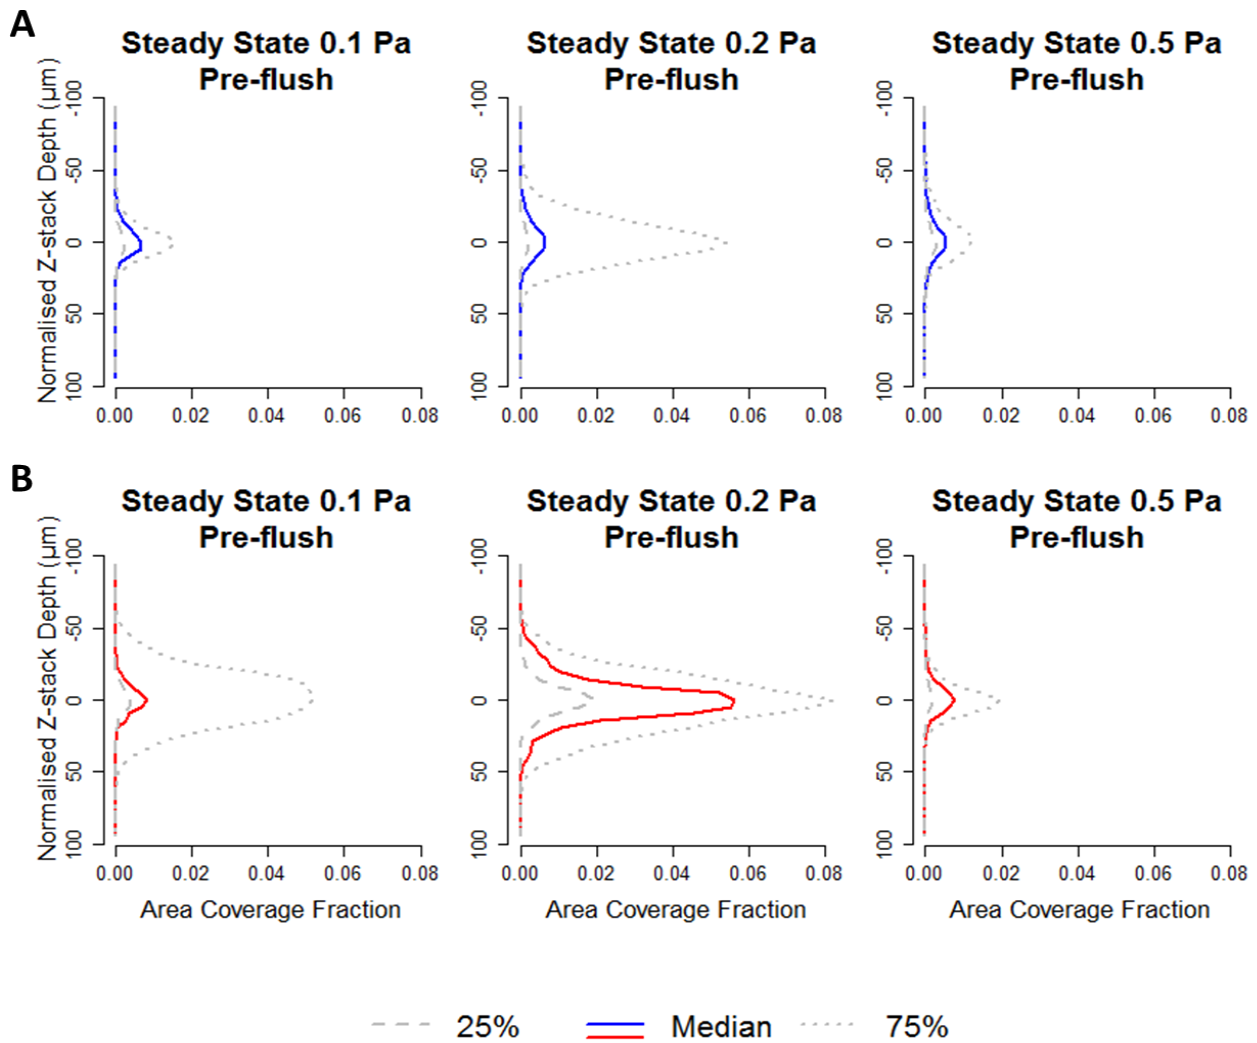 A
Steady State 0.1 Pa
Pre-flush
Steady State 0.2 Pa
Pre-flush
Steady State 0.5 Pa
Pre-flush
Normalised Z-stack Depth (µm)
-100
-50
0
50
100
-100
-50
0
50
100
-100
-50
0
50
100
0.00 0.02 0.04 0.06 0.08
0.00 0.02 0.04 0.06 0.08
0.00 0.02 0.04 0.06 0.08
B
Steady State 0.1 Pa
Pre-flush
Steady State 0.2 Pa
Pre-flush
Steady State 0.5 Pa
Pre-flush
Normalised Z-stack Depth (µm)
-100
-50
0
50
100
-100
-50
0
50
100
-100
-50
0
50
100
0.00 0.02 0.04 0.06 0.08
0.00 0.02 0.04 0.06 0.08
0.00 0.02 0.04 0.06 0.08
Area Coverage Fraction
Area Coverage Fraction
Area Coverage Fraction
25% Median 75%